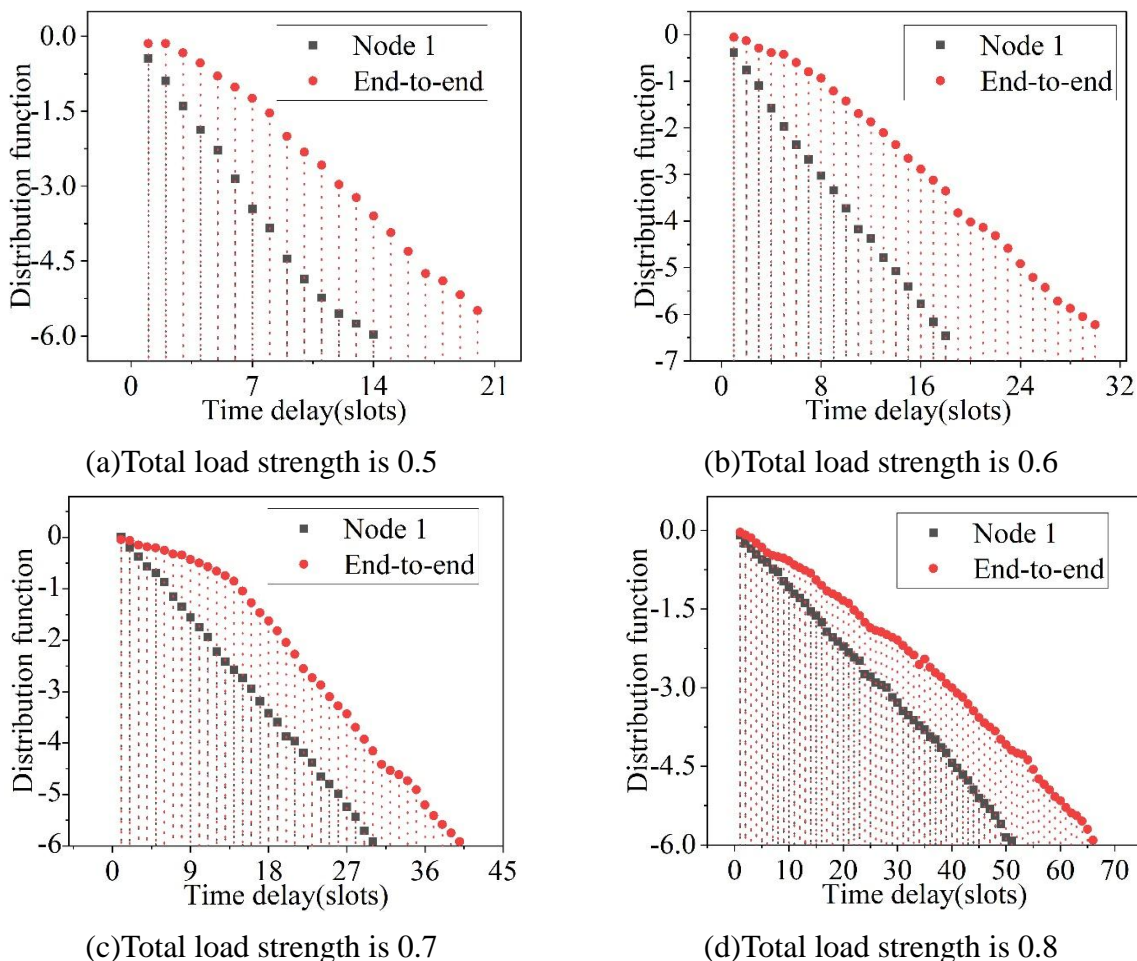 0.0
-1.5
-3.0
-4.5
-6.0
Distribution function
Node 1
End-to-end
0
7
14
21
Time delay(slots)
(a)Total load strength is 0.5
0
-1
-2
-3
-4
-5
-6
-7
Distribution function
Node 1
End-to-end
0
8
16
24
32
Time delay(slots)
(b)Total load strength is 0.6
0
-1
-2
-3
-4
-5
-6
Distribution function
Node 1
End-to-end
0
9
18
27
36
45
Time delay(slots)
(c)Total load strength is 0.7
0.0
-1.5
-3.0
-4.5
-6.0
Distribution function
Node 1
End-to-end
0
10
20
30
40
50
60
70
Time delay(slots)
(d)Total load strength is 0.8